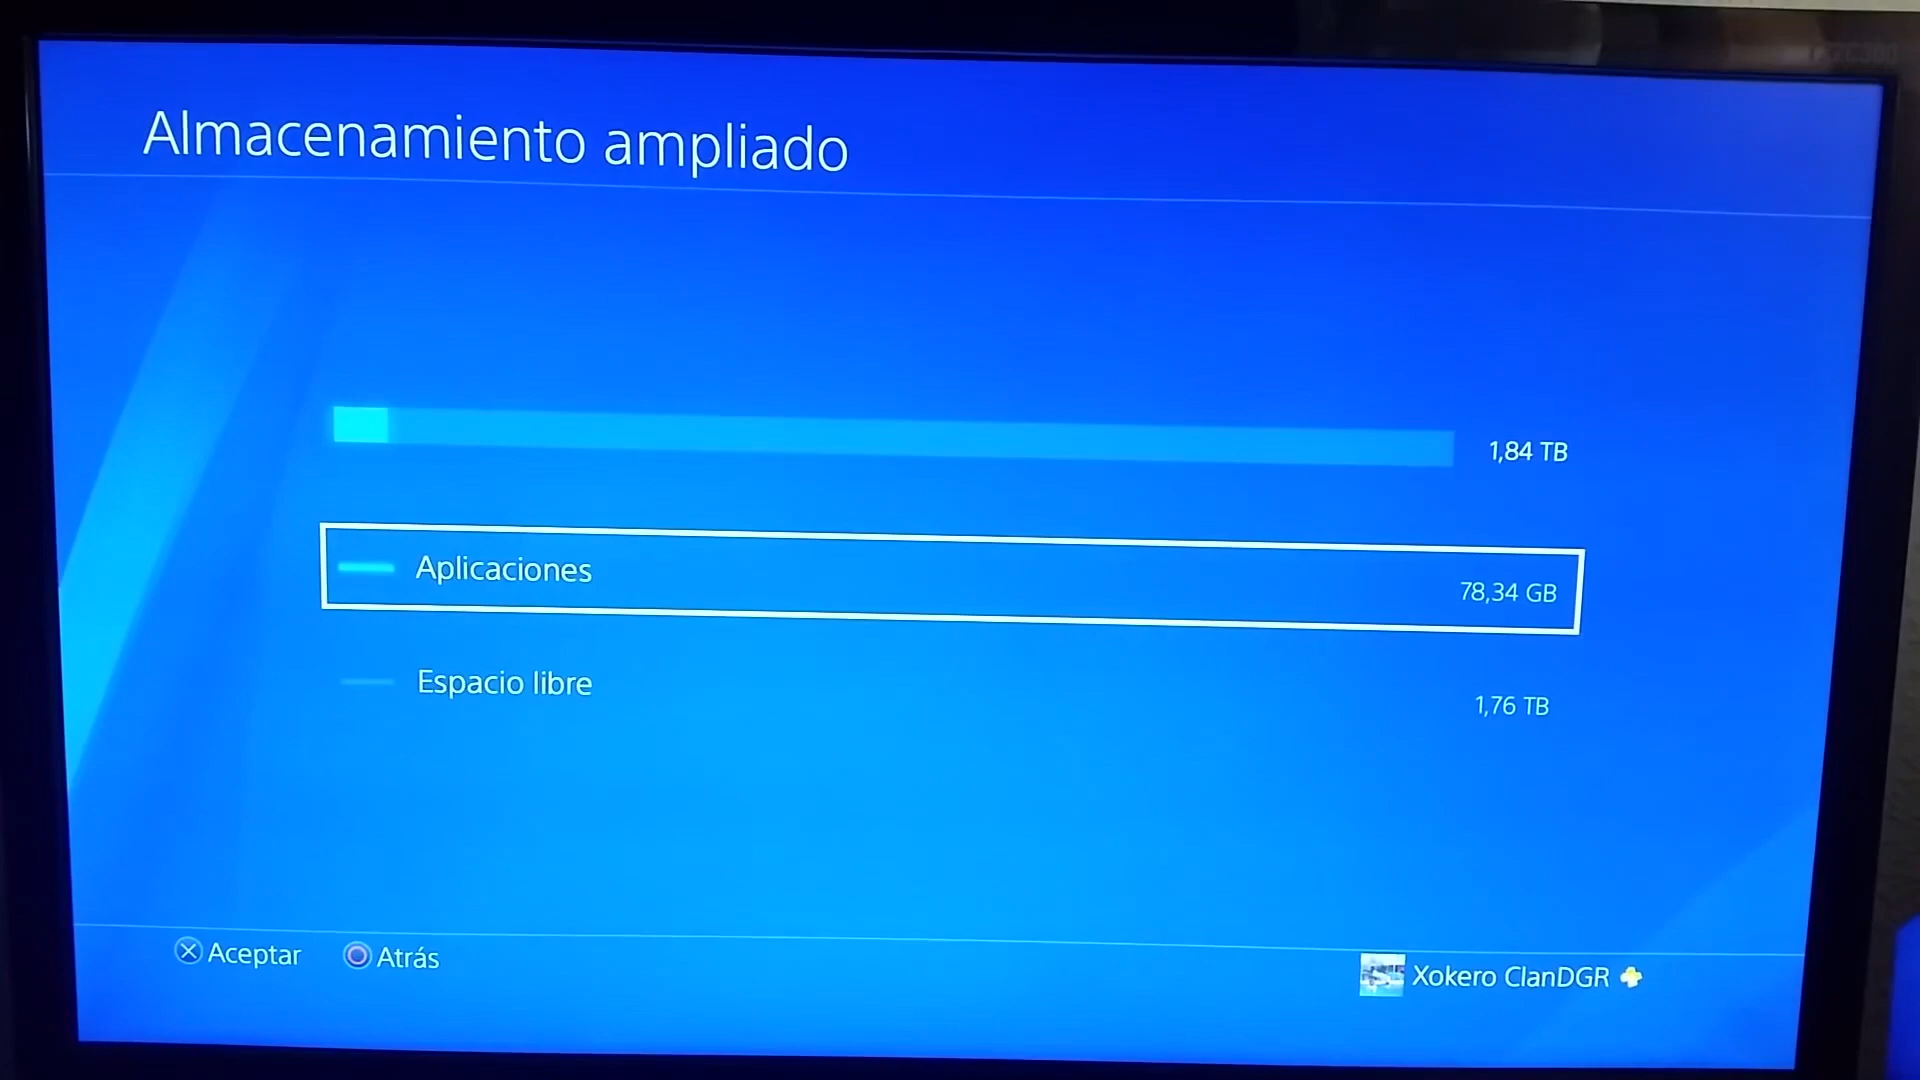 Almacenamiento ampliado
1,84 TB
Aplicaciones
78,34 GB
Espacio libre
1,76 TB
Aceptar
Atrás
Xokero ClanDGR